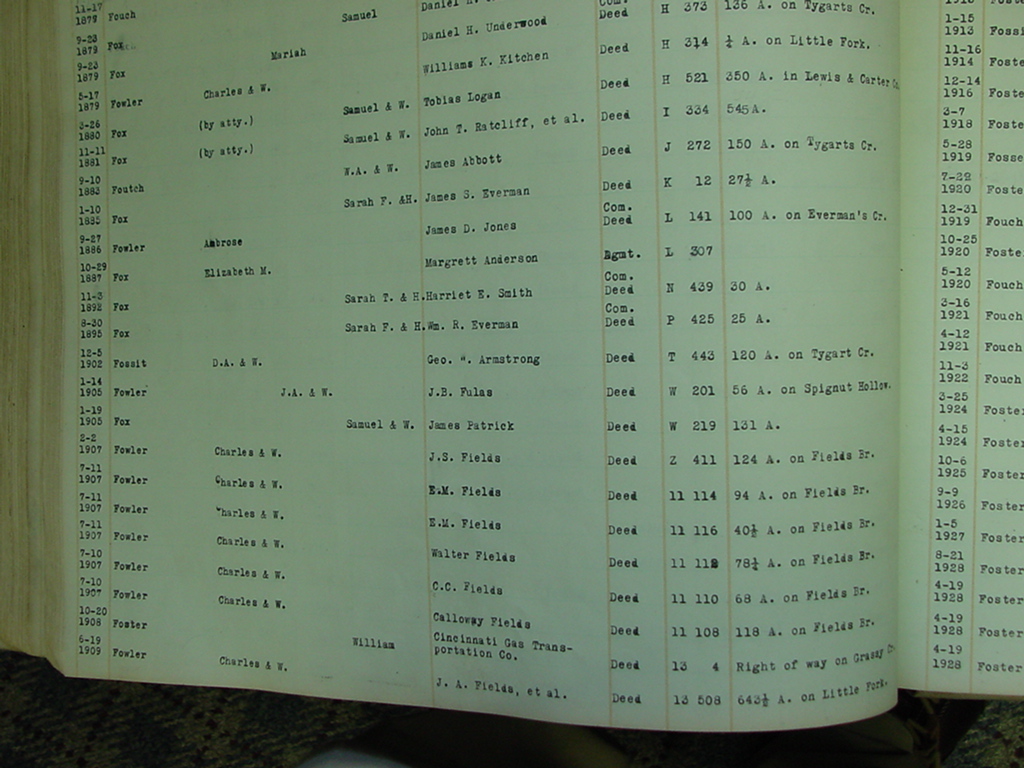 11-17
1879 Fouch
9-23
1879 Fox Samuel Daniel
9-23 Com.
1879 Fox Mariah Daniel H. Underwood Deed H 373 136 A. on Tygarts Cr.
5-17
1879 Fowler Charles & W. Williams K. Kitchen Deed H 314 ¼ A. on Little Fork.
3-26
1880 Fox (by atty.) Samuel & W. Tobias Logan Deed H 521 350 A. in Lewis & Carter Co.
11-11
1881 Fox (by atty.) Samuel & W. John T. Ratcliff, et al. Deed I 334 545A.
9-10
1883 Foutch W.A. & W. James Abbott Deed J 272 150 A. on Tygarts Cr.
1-10
1885 Fox Sarah F. &H. James S. Everman Deed K 12 27½ A.
9-27 Com.
1886 Fowler Ambrose James D. Jones Deed L 141 100 A. on Everman's Cr.
10-29
1887 Fox Elizabeth M. Margrett Anderson Rgmt. L 307
11-3 Com.
1892 Fox Sarah T. & H. Harriet E. Smith Deed N 439 30 A.
8-30 Com.
1895 Fox Sarah F. & H. Wm. R. Everman Deed P 425 25 A.
12-5
1902 Fossit D.A. & W. Geo. ". Armstrong Deed T 443 120 A. on Tygart Cr.
1-14
1905 Fowler J.A. & W. J.B. Fulas Deed W 201 56 A. on Spignut Hollow.
1-19
1905 Fox Samuel & W. James Patrick Deed W 219 131 A.
2-2
1907 Fowler Charles & W. J.S. Fields Deed Z 411 124 A. on Fields Br.
7-11
1907 Fowler Charles & W. E.M. Fields Deed 11 114 94 A. on Fields Br.
7-11
1907 Fowler Charles & W. E.M. Fields Deed 11 116 40½ A. on Fields Br.
7-11
1907 Fowler Charles & W. Walter Fields Deed 11 112 78¼ A. on Fields Br.
7-10
1907 Fowler Charles & W. C.C. Fields Deed 11 110 68 A. on Fields Br.
7-10
1907 Fowler Charles & W. Calloway Fields Deed 11 108 118 A. on Fields Br.
10-20 Cincinnati Gas Trans-
1908 Foster William portation Co. Deed 13 4 Right of way on Grassy C
6-19
1909 Fowler Charles & W. J. A. Fields, et al. Deed 13 508 643½ A. on Little Fork.
1-15
1913 Fossi
11-16
1914 Foste
12-14
1916 Foste
3-7
1918 Foste
5-28
1919 Fosse
7-22
1920 Foste
12-31
1919 Fouch
10-25
1920 Foste
5-12
1920 Fouch
3-16
1921 Fouch
4-12
1921 Fouch
11-3
1922 Fouch
3-25
1924 Foster
4-15
1924 Foster
10-6
1925 Foster
9-9
1926 Foster
1-5
1927 Foster
8-21
1928 Foster
4-19
1928 Foster
4-19
1928 Foster
4-19
1928 Foster